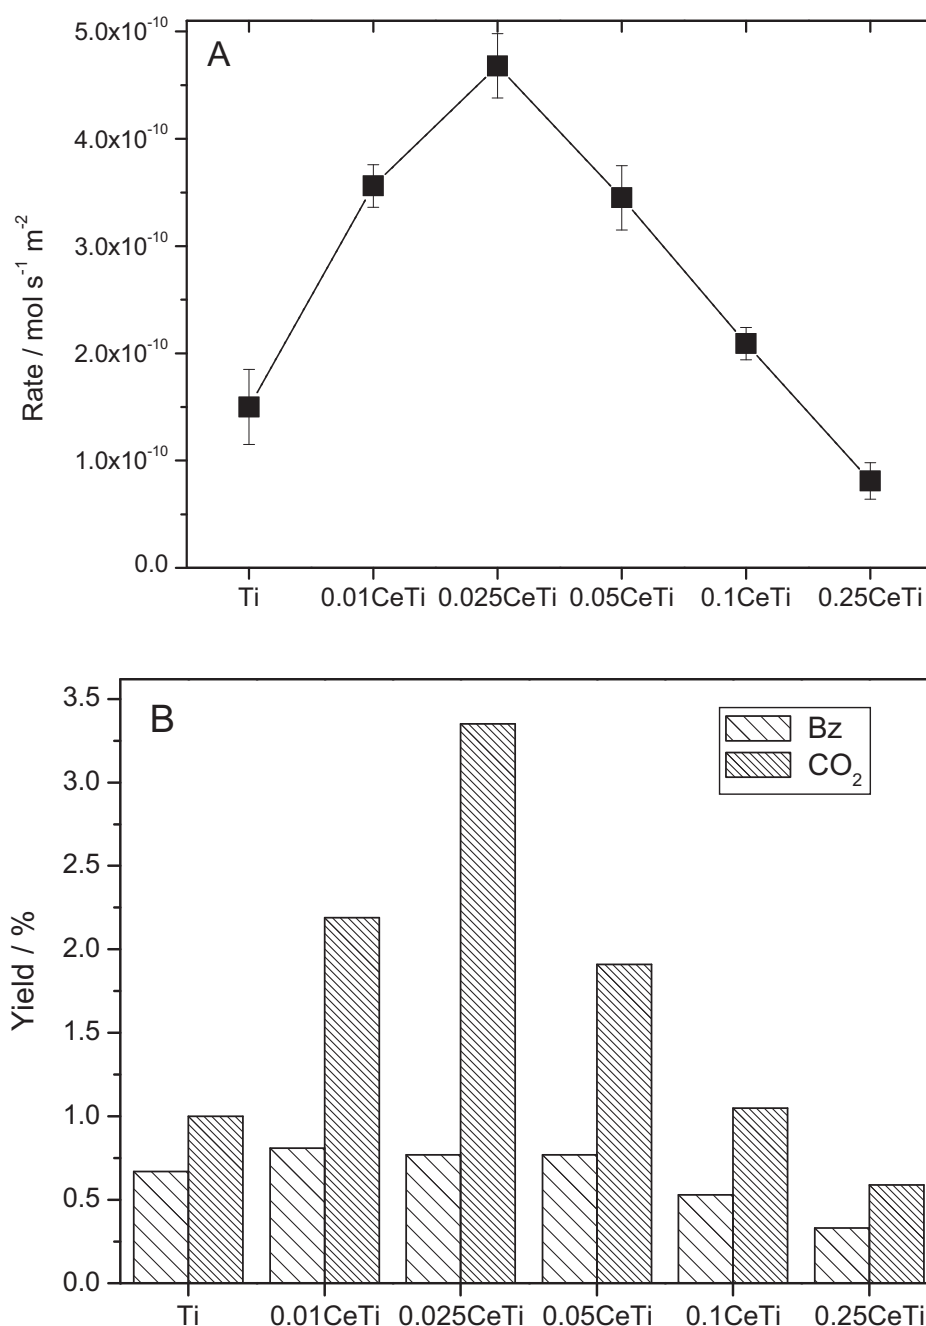 A
5.0x10⁻¹⁰
4.0x10⁻¹⁰
3.0x10⁻¹⁰
2.0x10⁻¹⁰
1.0x10⁻¹⁰
0.0
Rate / mol s⁻¹ m⁻²
Ti 0.01CeTi 0.025CeTi 0.05CeTi 0.1CeTi 0.25CeTi
B
Bz
CO₂
3.5
3.0
2.5
2.0
1.5
1.0
0.5
0.0
Yield / %
Ti 0.01CeTi 0.025CeTi 0.05CeTi 0.1CeTi 0.25CeTi